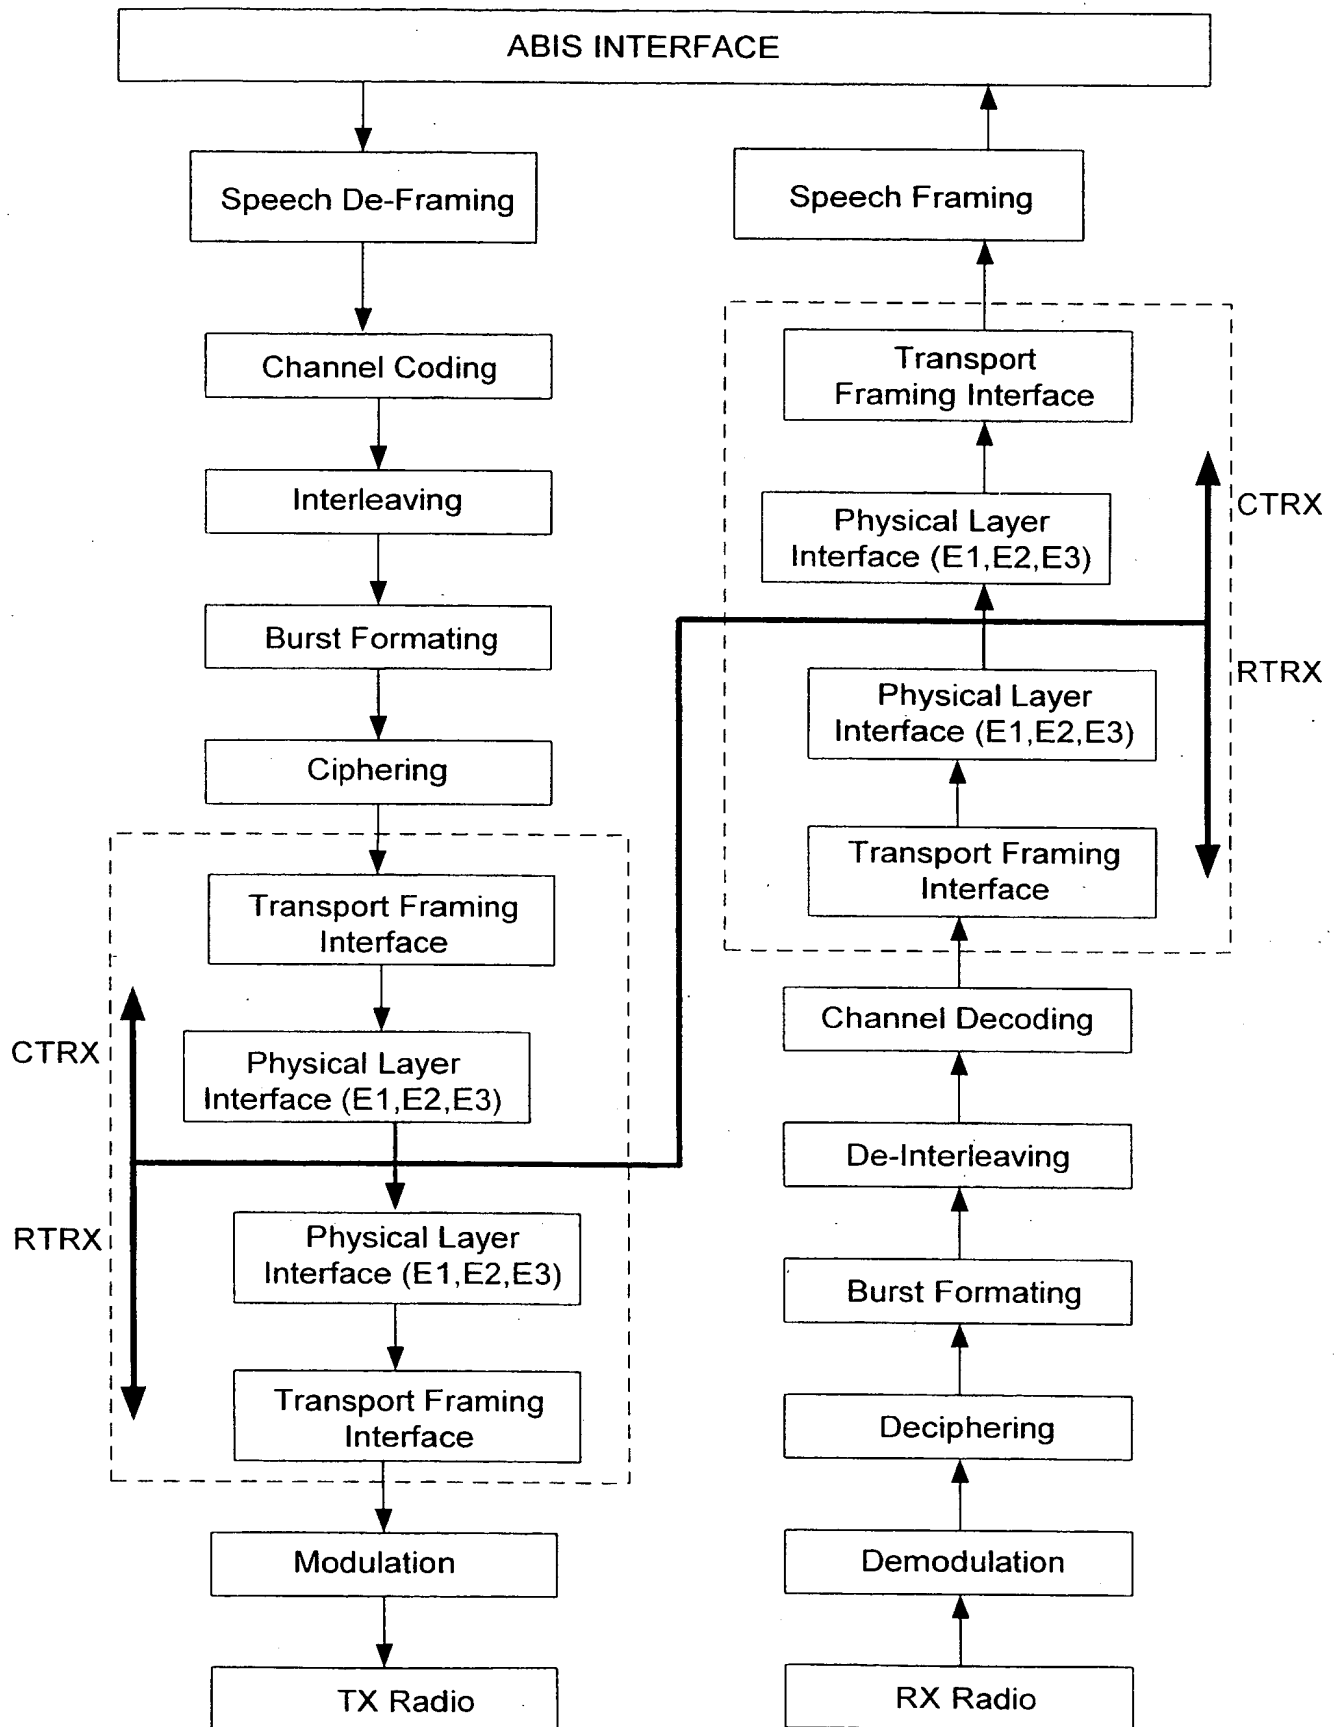 ABIS INTERFACE
Speech De-Framing
Channel Coding
Interleaving
Burst Formating
Ciphering
Transport Framing
Interface
CTRX
Physical Layer
Interface (E1,E2,E3)
RTRX
Physical Layer
Interface (E1,E2,E3)
Transport Framing
Interface
Modulation
TX Radio
Speech Framing
Transport
Framing Interface
Physical Layer
Interface (E1,E2,E3)
CTRX
RTRX
Physical Layer
Interface (E1,E2,E3)
Transport Framing
Interface
Channel Decoding
De-Interleaving
Burst Formating
Deciphering
Demodulation
RX Radio